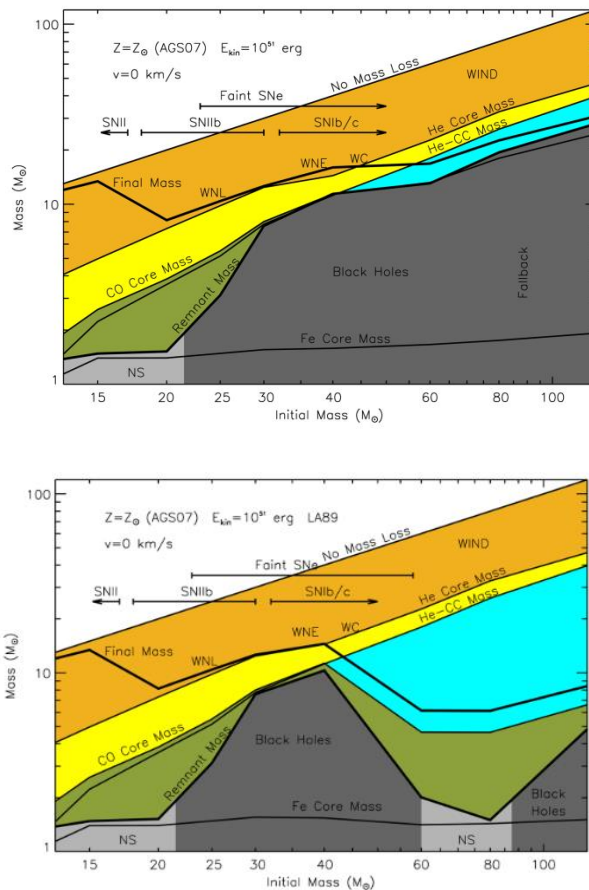 100
Z=Z⊙ (AGS07) Ekin=10⁵¹ erg
v=0 km/s
No Mass Loss
WIND
Faint SNe
SNII
SNIIb
SNIb/c
He Core Mass
He-CC Mass
Final Mass
WNL
WNE
WC
Mass (M⊙)
10
CO Core Mass
Remnant Mass
Black Holes
Fallback
Fe Core Mass
NS
1
15 20 25 30 40 50 60 80 100
Initial Mass (M⊙)
100
Z=Z⊙ (AGS07) Ekin=10⁵¹ erg LA89
v=0 km/s
No Mass Loss
WIND
Faint SNe
SNII
SNIIb
SNIb/c
He Core Mass
He-CC Mass
WNE
WC
Final Mass
WNL
Mass (M⊙)
10
CO Core Mass
Remnant Mass
Black Holes
Fe Core Mass
Black
Holes
NS
NS
1
15 20 25 30 40 50 60 80 100
Initial Mass (M⊙)